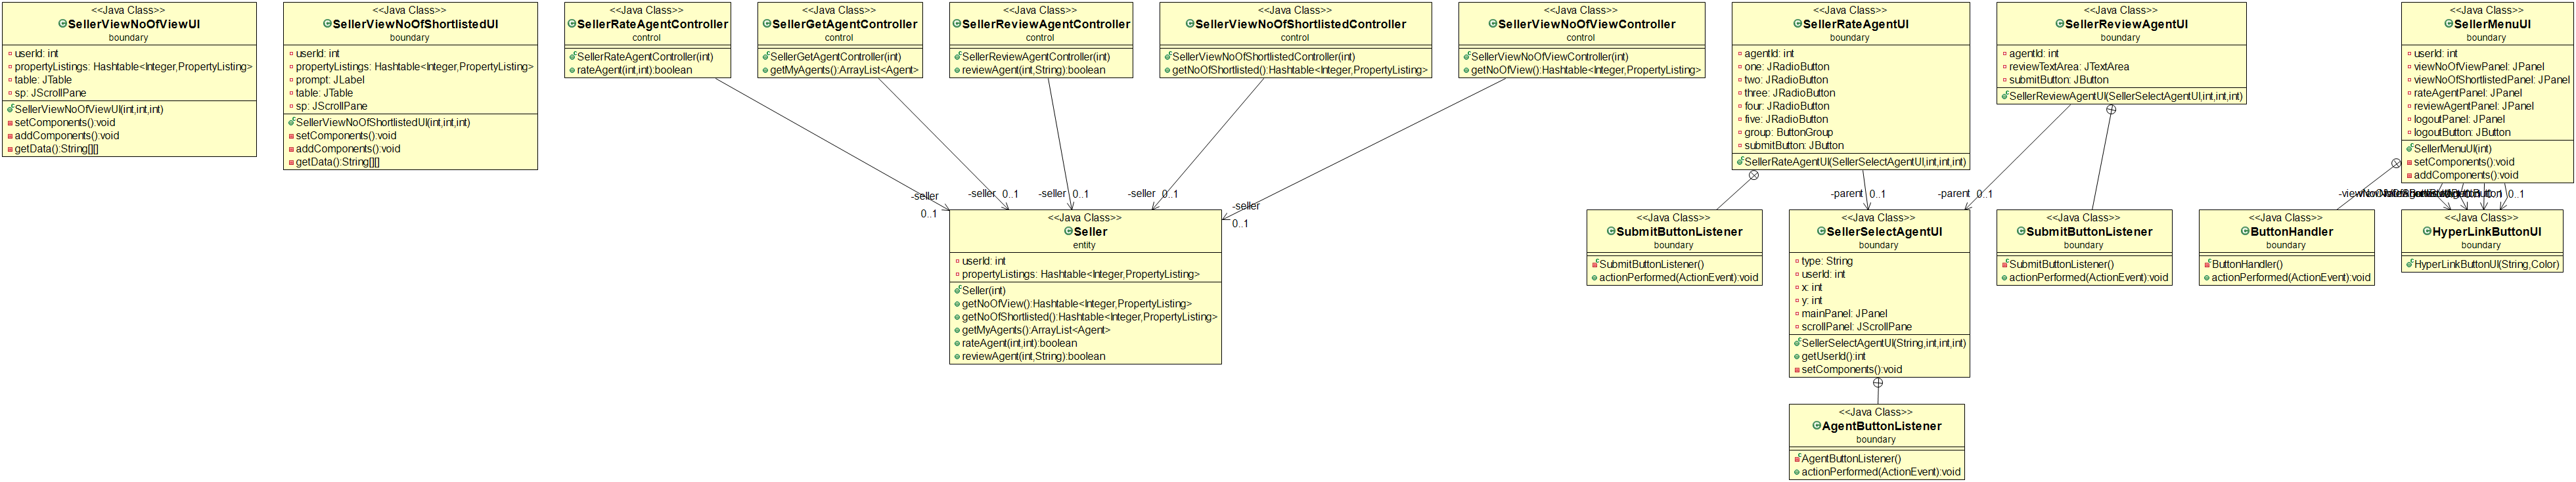 <<Java Class>>
SellerViewNoOfViewUI
boundary
userId: int
propertyListings: Hashtable<Integer,PropertyListing>
table: JTable
sp: JScrollPane
SellerViewNoOfViewUI(int,int,int)
setComponents():void
addComponents():void
getData():String[][]
<<Java Class>>
SellerViewNoOfShortlistedUI
boundary
userId: int
propertyListings: Hashtable<Integer,PropertyListing>
prompt: JLabel
table: JTable
sp: JScrollPane
SellerViewNoOfShortlistedUI(int,int,int)
setComponents():void
addComponents():void
getData():String[][]
<<Java Class>>
SellerRateAgentController
control
SellerRateAgentController(int)
rateAgent(int,int):boolean
<<Java Class>>
SellerGetAgentController
control
SellerGetAgentController(int)
getMyAgents():ArrayList<Agent>
<<Java Class>>
SellerReviewAgentController
control
SellerReviewAgentController(int)
reviewAgent(int,String):boolean
<<Java Class>>
SellerViewNoOfShortlistedController
control
SellerViewNoOfShortlistedController(int)
getNoOfShortlisted():Hashtable<Integer,PropertyListing>
<<Java Class>>
SellerViewNoOfViewController
control
SellerViewNoOfViewController(int)
getNoOfView():Hashtable<Integer,PropertyListing>
<<Java Class>>
SellerRateAgentUI
boundary
agentId: int
one: JRadioButton
two: JRadioButton
three: JRadioButton
four: JRadioButton
five: JRadioButton
group: ButtonGroup
submitButton: JButton
SellerRateAgentUI(SellerSelectAgentUI,int,int,int)
<<Java Class>>
SellerReviewAgentUI
boundary
agentId: int
reviewTextArea: JTextArea
submitButton: JButton
SellerReviewAgentUI(SellerSelectAgentUI,int,int,int)
<<Java Class>>
SellerMenuUI
boundary
userId: int
viewNoOfViewPanel: JPanel
viewNoOfShortlistedPanel: JPanel
rateAgentPanel: JPanel
reviewAgentPanel: JPanel
logoutPanel: JPanel
logoutButton: JButton
SellerMenuUI(int)
setComponents():void
addComponents():void
-seller
0..1
-seller 0..1
-seller 0..1
-seller 0..1
-seller
0..1
-parent 0..1
-parent 0..1
0..1
<<Java Class>>
Seller
entity
userId: int
propertyListings: Hashtable<Integer,PropertyListing>
Seller(int)
getNoOfView():Hashtable<Integer,PropertyListing>
getNoOfShortlisted():Hashtable<Integer,PropertyListing>
getMyAgents():ArrayList<Agent>
rateAgent(int,int):boolean
reviewAgent(int,String):boolean
<<Java Class>>
SubmitButtonListener
boundary
SubmitButtonListener()
actionPerformed(ActionEvent):void
<<Java Class>>
SellerSelectAgentUI
boundary
type: String
userId: int
x: int
y: int
mainPanel: JPanel
scrollPanel: JScrollPane
SellerSelectAgentUI(String,int,int,int)
getUserId():int
setComponents():void
<<Java Class>>
SubmitButtonListener
boundary
SubmitButtonListener()
actionPerformed(ActionEvent):void
<<Java Class>>
ButtonHandler
boundary
ButtonHandler()
actionPerformed(ActionEvent):void
<<Java Class>>
HyperLinkButtonUI
boundary
HyperLinkButtonUI(String,Color)
<<Java Class>>
AgentButtonListener
boundary
AgentButtonListener()
actionPerformed(ActionEvent):void